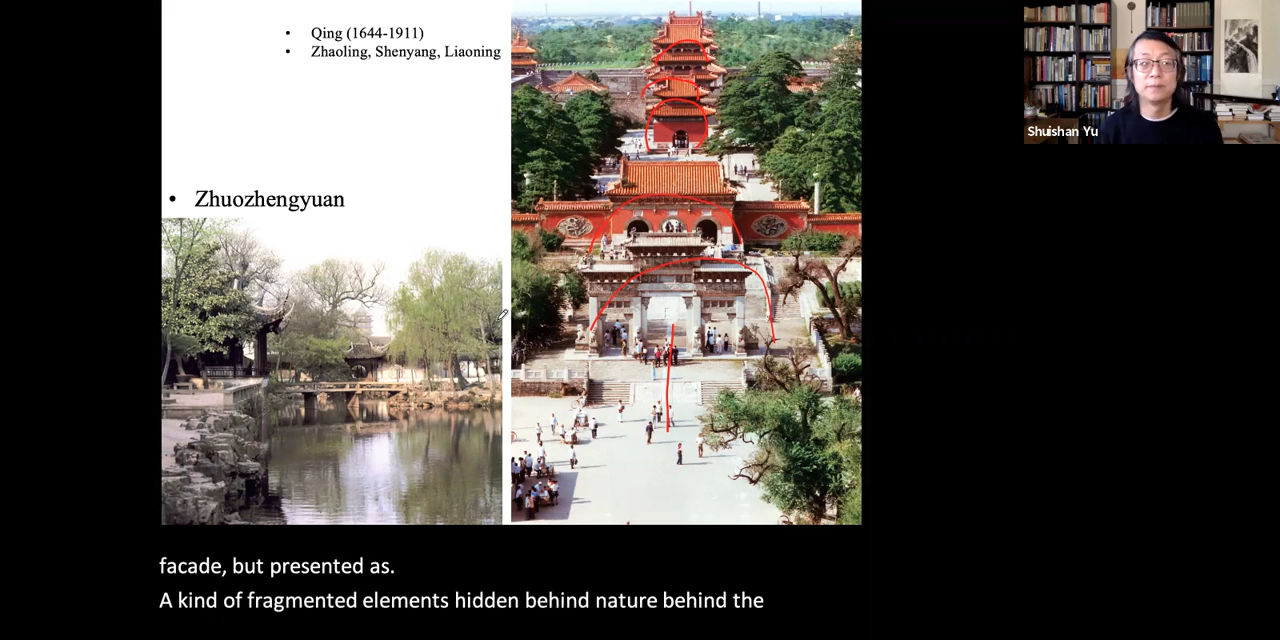 • Qing (1644-1911)
• Zhaoling, Shenyang, Liaoning
• Zhuozhengyuan
Shuishan Yu
facade, but presented as.
A kind of fragmented elements hidden behind nature behind the